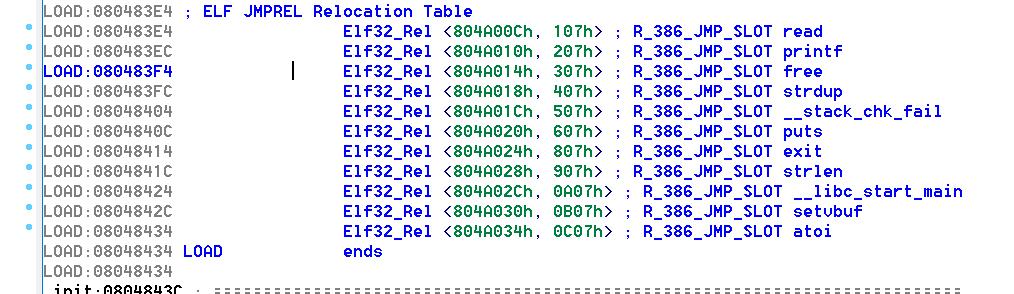 LOAD:080483E4 ; ELF JMPREL Relocation Table
LOAD:080483E4 Elf32_Rel <804A00Ch, 107h> ; R_386_JMP_SLOT read
LOAD:080483EC Elf32_Rel <804A010h, 207h> ; R_386_JMP_SLOT printf
LOAD:080483F4 Elf32_Rel <804A014h, 307h> ; R_386_JMP_SLOT free
LOAD:080483FC Elf32_Rel <804A018h, 407h> ; R_386_JMP_SLOT strdup
LOAD:08048404 Elf32_Rel <804A01Ch, 507h> ; R_386_JMP_SLOT __stack_chk_fail
LOAD:0804840C Elf32_Rel <804A020h, 607h> ; R_386_JMP_SLOT puts
LOAD:08048414 Elf32_Rel <804A024h, 807h> ; R_386_JMP_SLOT exit
LOAD:0804841C Elf32_Rel <804A028h, 907h> ; R_386_JMP_SLOT strlen
LOAD:08048424 Elf32_Rel <804A02Ch, 0A07h> ; R_386_JMP_SLOT __libc_start_main
LOAD:0804842C Elf32_Rel <804A030h, 0B07h> ; R_386_JMP_SLOT setvbuf
LOAD:08048434 Elf32_Rel <804A034h, 0C07h> ; R_386_JMP_SLOT atoi
LOAD:08048434 LOAD ends
LOAD:08048434
.init:0804843C ; ===========================================================================